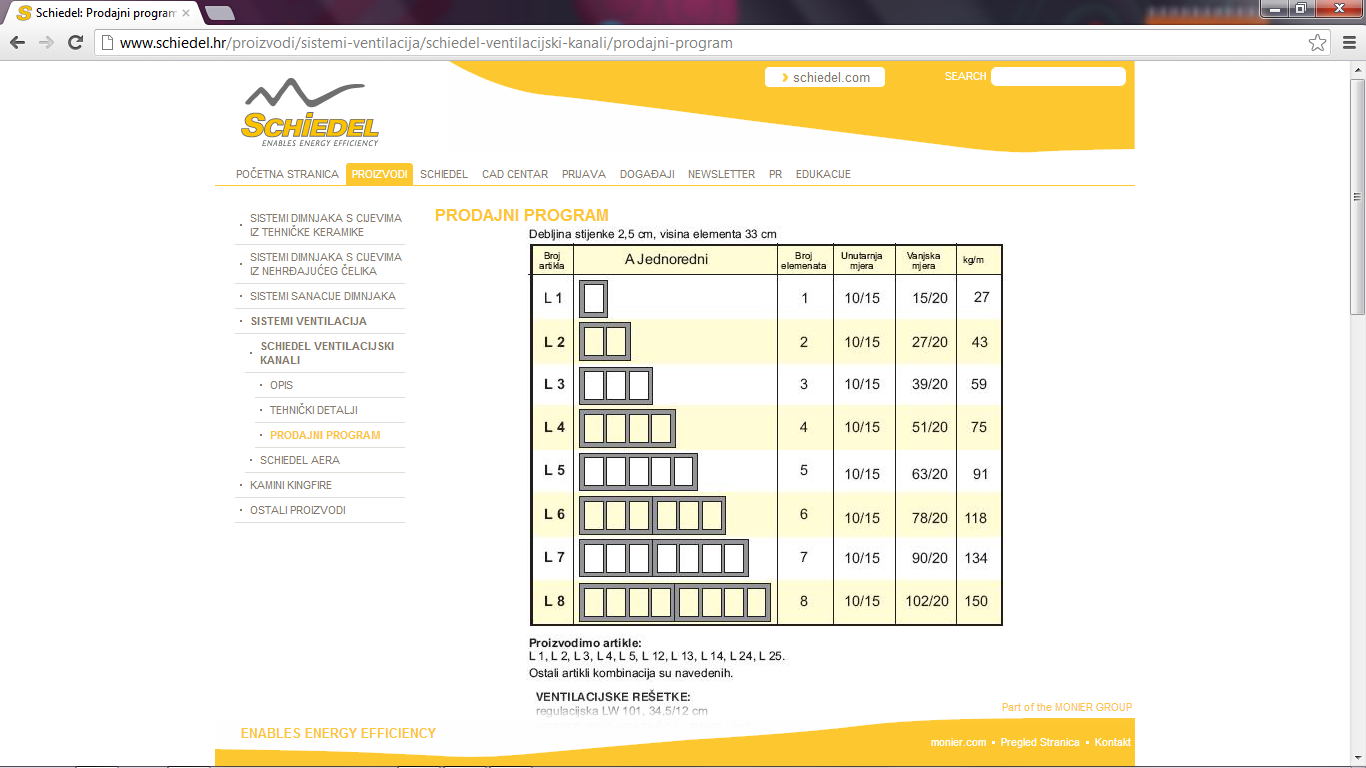 Schiedel: Prodajni program
www.schiedel.hr/proizvodi/sistemi-ventilacija/schiedel-ventilacijski-kanali/prodajni-program
schiedel.com
SEARCH
SCHIEDEL
ENABLES ENERGY EFFICIENCY
POČETNA STRANICA PROIZVODI SCHIEDEL CAD CENTAR PRIJAVA DOGAĐAJI NEWSLETTER PR EDUKACIJE
SISTEMI DIMNJAKA S CIJEVIMA
IZ TEHNIČKE KERAMIKE
SISTEMI DIMNJAKA S CIJEVIMA
IZ NEHRĐAJUĆEG ČELIKA
SISTEMI SANACIJE DIMNJAKA
SISTEMI VENTILACIJA
SCHIEDEL VENTILACIJSKI
KANALI
OPIS
TEHNIČKI DETALJI
PRODAJNI PROGRAM
SCHIEDEL AERA
KAMINI KINGFIRE
OSTALI PROIZVODI
PRODAJNI PROGRAM
Debljina stijenke 2,5 cm, visina elementa 33 cm
Broj artikla A Jednoredni Broj elemenata Unutarnja mjera Vanjska mjera kg/m
L 1 1 10/15 15/20 27
L 2 2 10/15 27/20 43
L 3 3 10/15 39/20 59
L 4 4 10/15 51/20 75
L 5 5 10/15 63/20 91
L 6 6 10/15 78/20 118
L 7 7 10/15 90/20 134
L 8 8 10/15 102/20 150
Proizvodimo artikle:
L 1, L 2, L 3, L 4, L 5, L 12, L 13, L 14, L 24, L 25.
Ostali artikli kombinacija su navedenih.
VENTILACIJSKE REŠETKE:
regulacijska LW 101, 34,5/12 cm
Part of the MONIER GROUP
ENABLES ENERGY EFFICIENCY
monier.com • Pregled Stranica • Kontakt